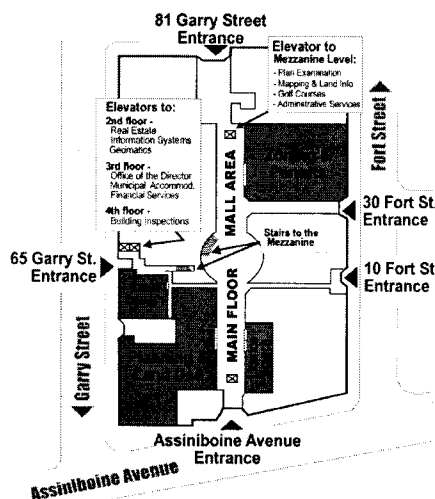 81 Garry Street
Entrance
Elevator to
Mezzanine Level:
- Plan Examination
- Mapping & Land Info
- Golf Courses
- Adminstrative Services
Elevators to:
2nd floor -
Real Estate
Information Systems
Geomatics
3rd floor -
Office of the Director
Municipal Accommod.
Financial Services
4th floor -
Building Inspections
Fort Street
MALL AREA
30 Fort St.
Entrance
Stairs to the
Mezzanine
65 Garry St.
Entrance
10 Fort St
Entrance
MAIN FLOOR
Garry Street
Assiniboine Avenue
Entrance
Assiniboine Avenue